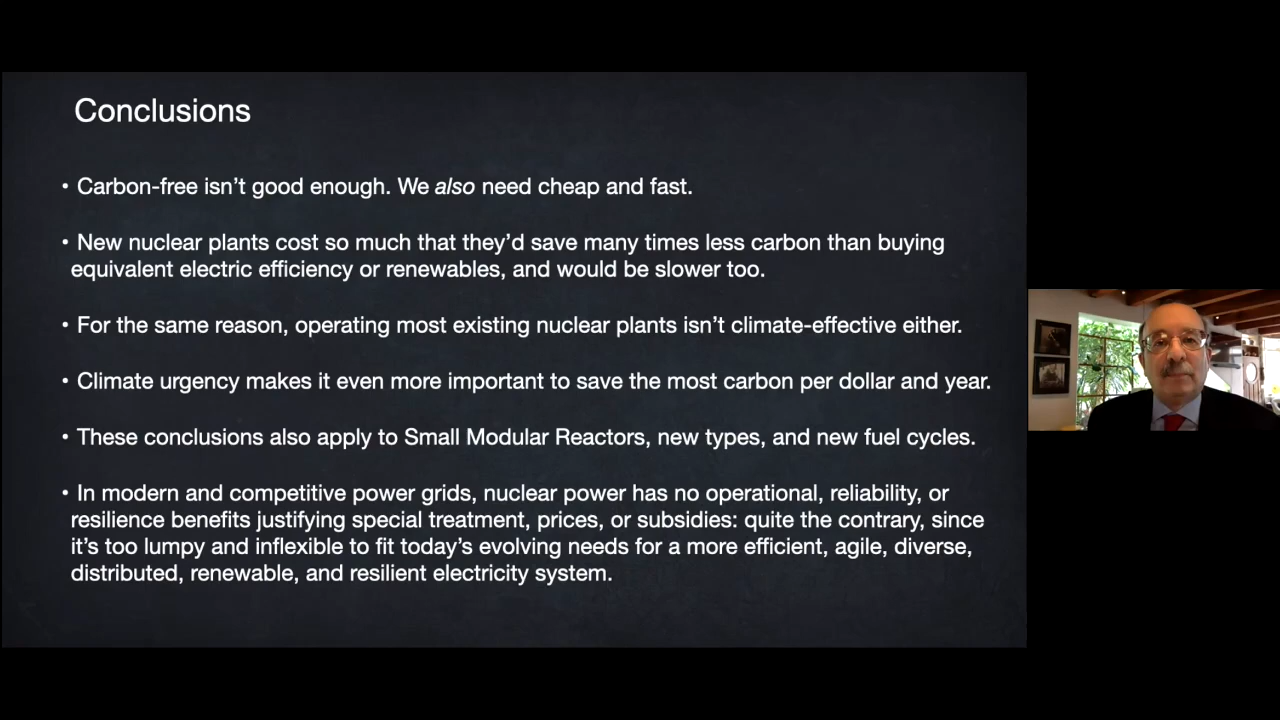 Conclusions
• Carbon-free isn’t good enough. We also need cheap and fast.
• New nuclear plants cost so much that they’d save many times less carbon than buying
equivalent electric efficiency or renewables, and would be slower too.
• For the same reason, operating most existing nuclear plants isn’t climate-effective either.
• Climate urgency makes it even more important to save the most carbon per dollar and year.
• These conclusions also apply to Small Modular Reactors, new types, and new fuel cycles.
• In modern and competitive power grids, nuclear power has no operational, reliability, or
resilience benefits justifying special treatment, prices, or subsidies: quite the contrary, since
it’s too lumpy and inflexible to fit today’s evolving needs for a more efficient, agile, diverse,
distributed, renewable, and resilient electricity system.